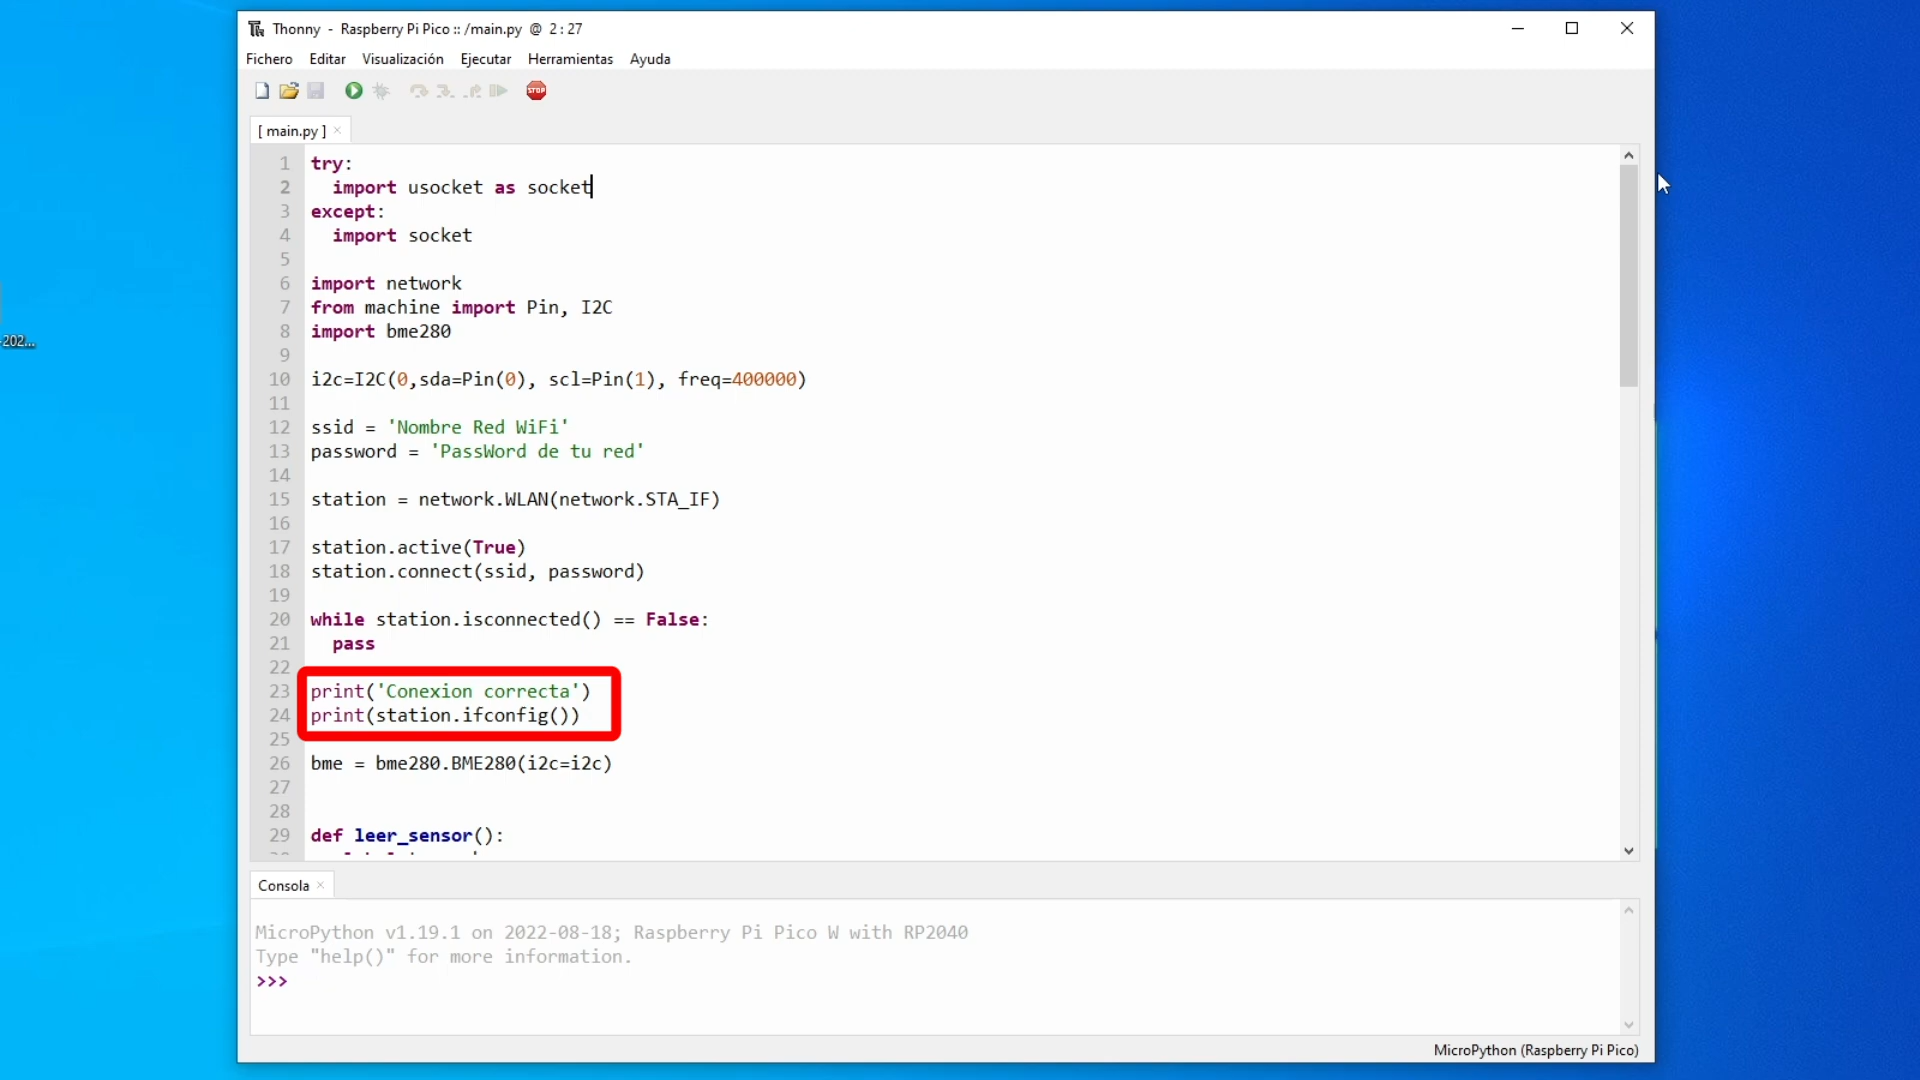 Thonny - Raspberry Pi Pico :: /main.py @ 2:27
Fichero Editar Visualización Ejecutar Herramientas Ayuda
STOP
[ main.py ] ×
1 try:
2 import usocket as socket
3 except:
4 import socket
5
6 import network
7 from machine import Pin, I2C
8 import bme280
9
10 i2c=I2C(0,sda=Pin(0), scl=Pin(1), freq=400000)
11
12 ssid = 'Nombre Red WiFi'
13 password = 'PassWord de tu red'
14
15 station = network.WLAN(network.STA_IF)
16
17 station.active(True)
18 station.connect(ssid, password)
19
20 while station.isconnected() == False:
21 pass
22
23 print('Conexion correcta')
24 print(station.ifconfig())
25
26 bme = bme280.BME280(i2c=i2c)
27
28
29 def leer_sensor():
-202...
Consola ×
MicroPython v1.19.1 on 2022-08-18; Raspberry Pi Pico W with RP2040
Type "help()" for more information.
>>>
MicroPython (Raspberry Pi Pico)